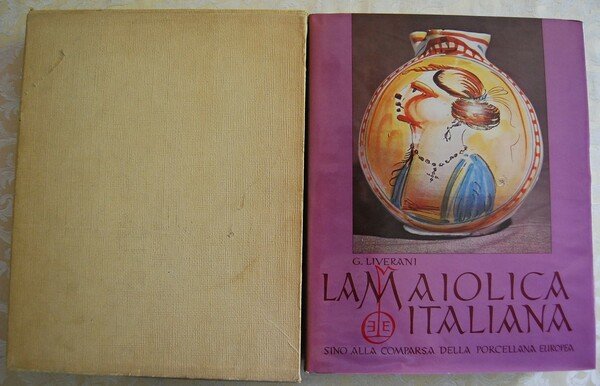 G. LIVERANI
LA MAIOLICA
ITALIANA
SINO ALLA COMPARSA DELLA PORCELLANA EUROPEA